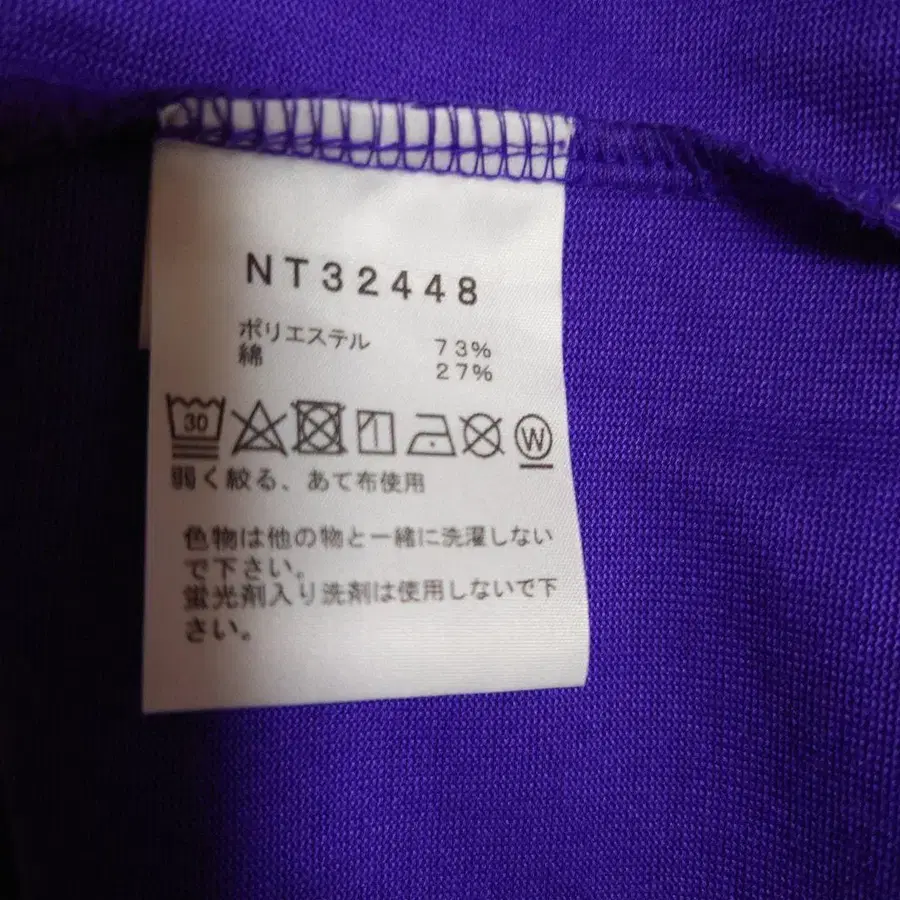 NT32448
ポリエステル 73%
綿 27%
30 W
弱く絞る、あて布使用
色物は他の物と一緒に洗濯しない
で下さい。
蛍光剤入り洗剤は使用しないで下
さい。